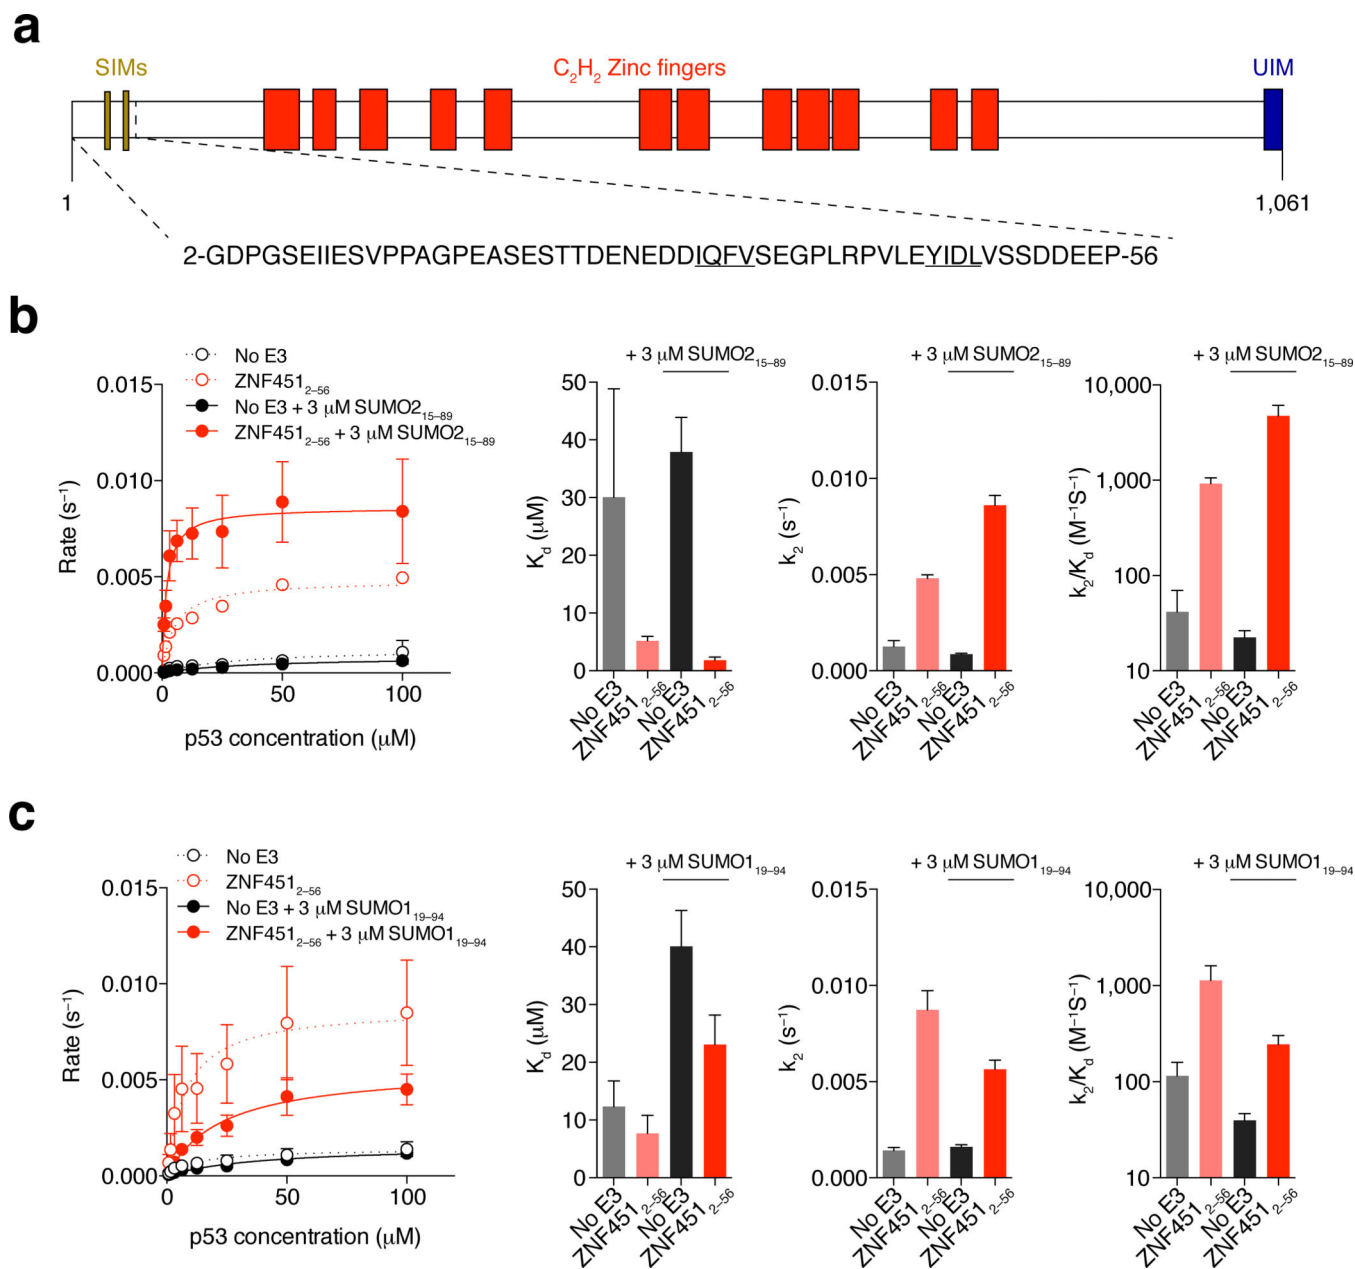 a
SIMs
C2H2 Zinc fingers
UIM
1
1,061
2-GDPGSEIIESVPPAGPEASESTTDENEDDIQFVSEGPLRPVLEYIDLVSSDDEEP-56
b
No E3
ZNF4512–56
No E3 + 3 μM SUMO215–89
ZNF4512–56 + 3 μM SUMO215–89
0.015
0.010
0.005
0.000
Rate (s−1)
0
50
100
p53 concentration (μM)
+ 3 μM SUMO215–89
50
40
30
20
10
0
Kd (μM)
No E3
ZNF4512–56
No E3
ZNF4512–56
+ 3 μM SUMO215–89
0.015
0.010
0.005
0.000
k2 (s−1)
No E3
ZNF4512–56
No E3
ZNF4512–56
+ 3 μM SUMO215–89
10,000
1,000
100
10
k2/Kd (M−1S−1)
No E3
ZNF4512–56
No E3
ZNF4512–56
c
No E3
ZNF4512–56
No E3 + 3 μM SUMO119–94
ZNF4512–56 + 3 μM SUMO119–94
0.015
0.010
0.005
0.000
Rate (s−1)
0
50
100
p53 concentration (μM)
+ 3 μM SUMO119–94
50
40
30
20
10
0
Kd (μM)
No E3
ZNF4512–56
No E3
ZNF4512–56
+ 3 μM SUMO119–94
0.015
0.010
0.005
0.000
k2 (s−1)
No E3
ZNF4512–56
No E3
ZNF4512–56
+ 3 μM SUMO119–94
10,000
1,000
100
10
k2/Kd (M−1S−1)
No E3
ZNF4512–56
No E3
ZNF4512–56